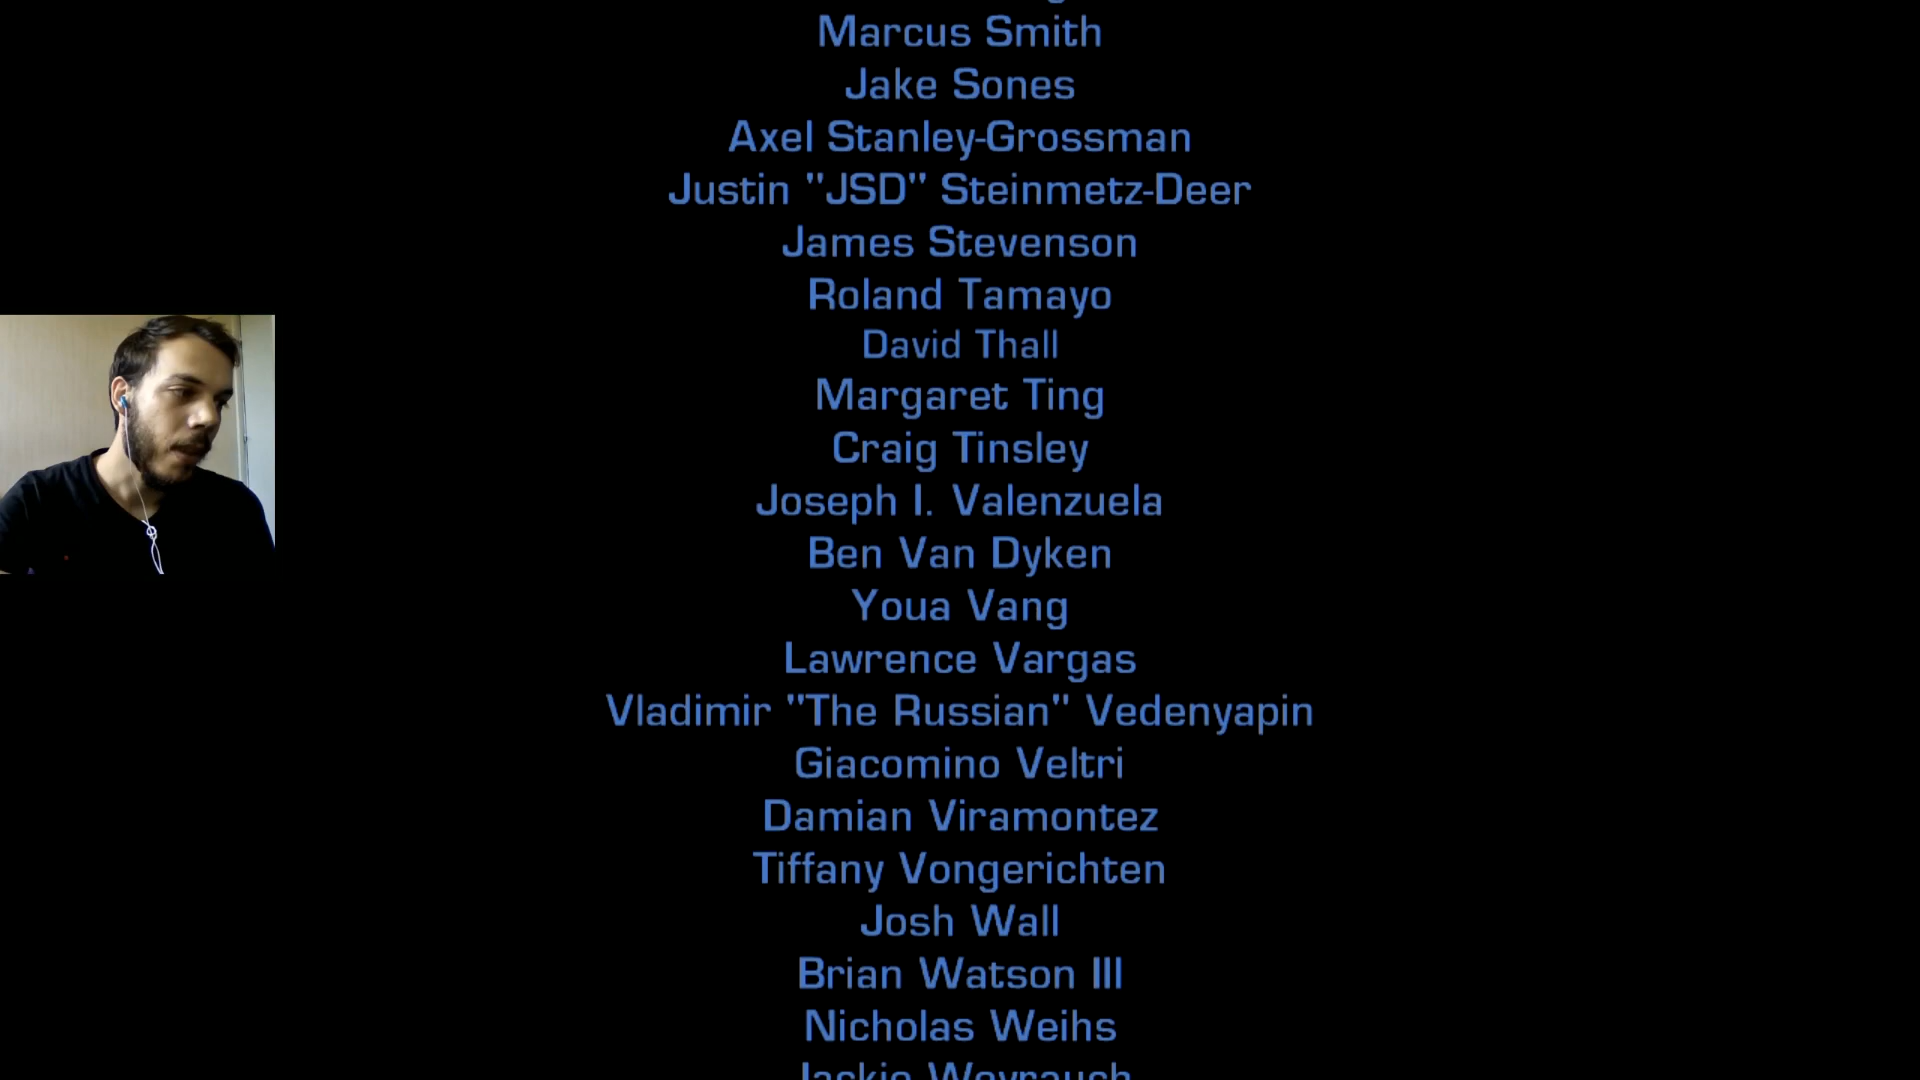 Marcus Smith
Jake Sones
Axel Stanley-Grossman
Justin "JSD" Steinmetz-Deer
James Stevenson
Roland Tamayo
David Thall
Margaret Ting
Craig Tinsley
Joseph I. Valenzuela
Ben Van Dyken
Youa Vang
Lawrence Vargas
Vladimir "The Russian" Vedenyapin
Giacomino Veltri
Damian Viramontez
Tiffany Vongerichten
Josh Wall
Brian Watson III
Nicholas Weihs
Jackie Weyrauch